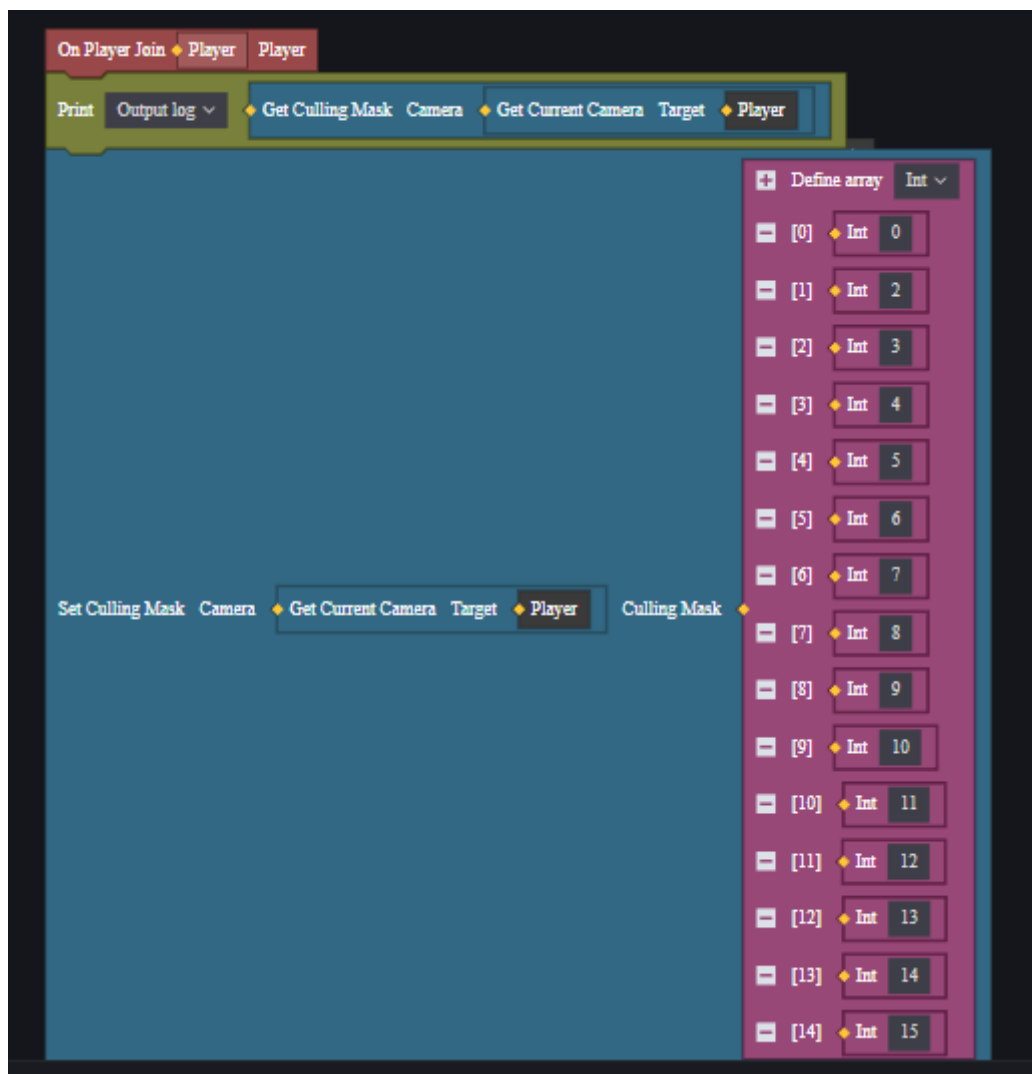 On Player Join Player Player
Print Output log Get Culling Mask Camera Get Current Camera Target Player
Define array Int
[0] Int 0
[1] Int 2
[2] Int 3
[3] Int 4
[4] Int 5
[5] Int 6
[6] Int 7
Set Culling Mask Camera Get Current Camera Target Player Culling Mask
[7] Int 8
[8] Int 9
[9] Int 10
[10] Int 11
[11] Int 12
[12] Int 13
[13] Int 14
[14] Int 15